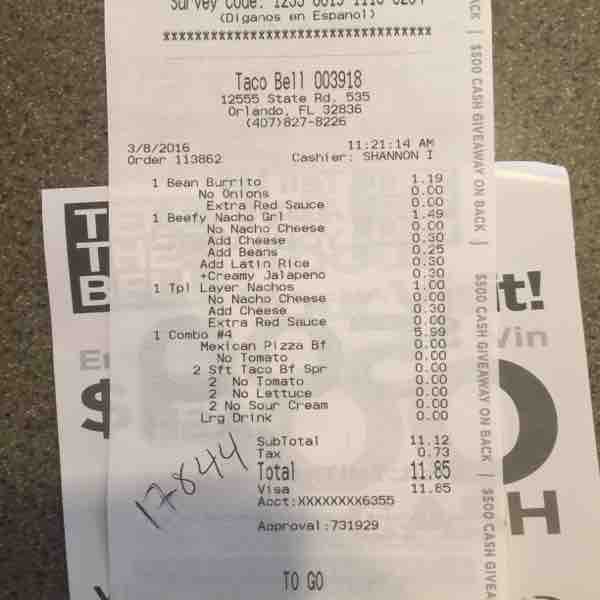 Survey Code:
(Díganos en Español)
************************************
Taco Bell 003918
12555 State Rd. 535
Orlando, FL 32836
(407)827-8226
3/8/2016 11:21:14 AM
Order 113862 Cashier: SHANNON I
1 Bean Burrito 1.19
No Onions 0.00
Extra Red Sauce 0.00
1 Beefy Nacho Grl 1.49
No Nacho Cheese 0.00
Add Cheese 0.30
Add Beans 0.25
Add Latin Rice 0.30
+Creamy Jalapeno 0.30
1 Tpl Layer Nachos 1.00
No Nacho Cheese 0.00
Add Cheese 0.30
Extra Red Sauce 0.00
1 Combo #4 5.99
Mexican Pizza Bf 0.00
No Tomato 0.00
2 Sft Taco Bf Spr 0.00
2 No Tomato 0.00
2 No Lettuce 0.00
2 No Sour Cream 0.00
Lrg Drink 0.00
SubTotal 11.12
Tax 0.73
Total 11.85
Visa 11.85
Acct:XXXXXXXX6355
Approval:731929
TO GO
17844
BACK | $500 CASH GIVEAWAY ON BACK | $500 CASH GIVEAWAY ON BACK | $500 CASH GIVEA
T
T
B
it!
En
Win
$
H